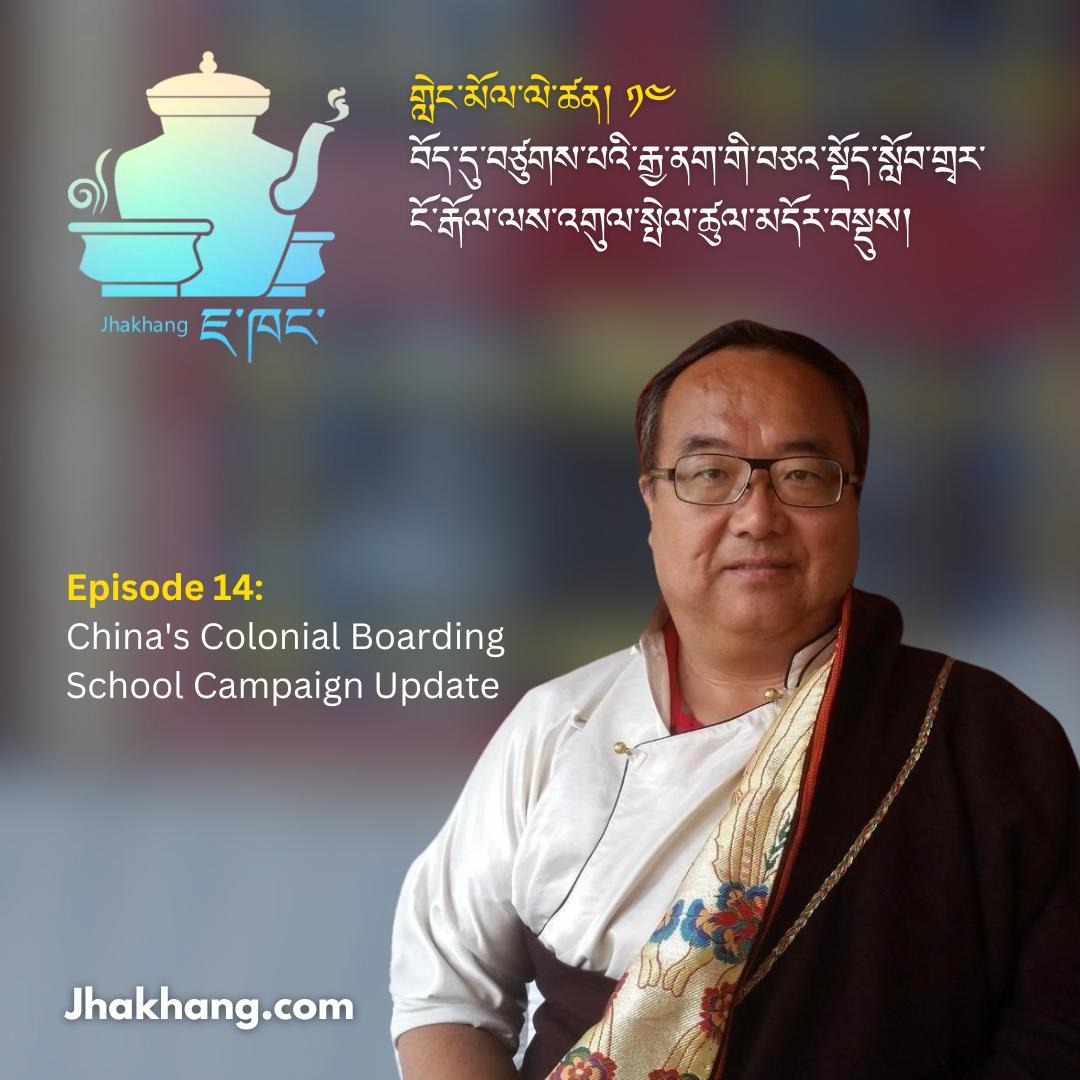 Jhakhang ཇ་ཁང་
གླེང་མོལ་ལེ་ཚན། ༡༤
བོད་དུ་བཙུགས་པའི་རྒྱ་ནག་གི་བཅའ་སྡོད་སློབ་གྲྭར་
ངོ་རྒོལ་ལས་འགུལ་སྤེལ་ཚུལ་མདོར་བསྡུས།
Episode 14:
China's Colonial Boarding
School Campaign Update
Jhakhang.com